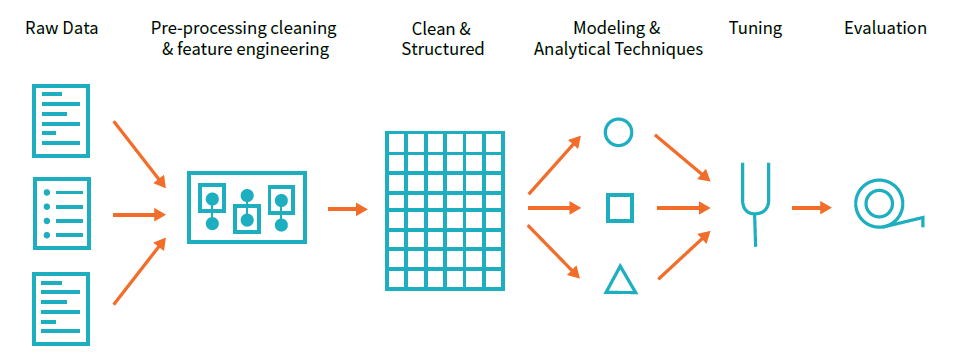 Raw Data
Pre-processing cleaning
& feature engineering
Clean &
Structured
Modeling &
Analytical Techniques
Tuning
Evaluation